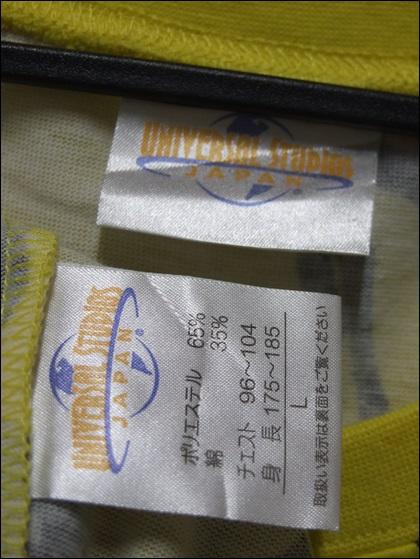 UNIVERSAL STUDIOS
JAPAN
UNIVERSAL STUDIOS
JAPAN®
ポリエステル 65%
綿 35%
チェスト 96〜104
身 長 175〜185
L
取扱い表示は裏面をご覧ください